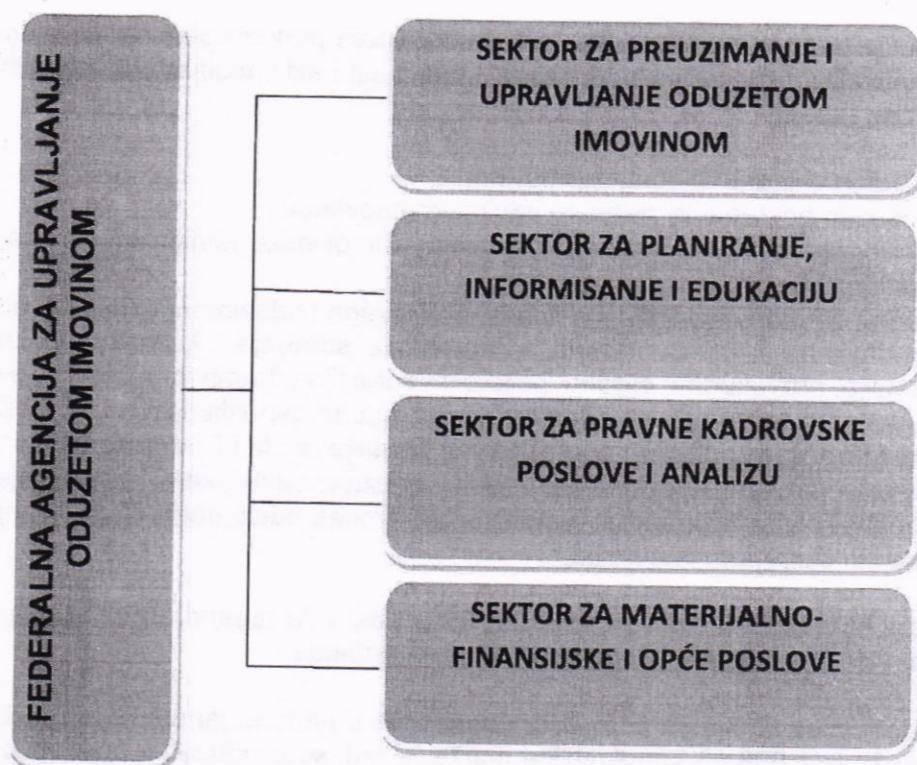 FEDERALNA AGENCIJA ZA UPRAVLJANJE
ODUZETOM IMOVINOM
SEKTOR ZA PREUZIMANJE I
UPRAVLJANJE ODUZETOM
IMOVINOM
SEKTOR ZA PLANIRANJE,
INFORMISANJE I EDUKACIJU
SEKTOR ZA PRAVNE KADROVSKE
POSLOVE I ANALIZU
SEKTOR ZA MATERIJALNO-
FINANSIJSKE I OPĆE POSLOVE